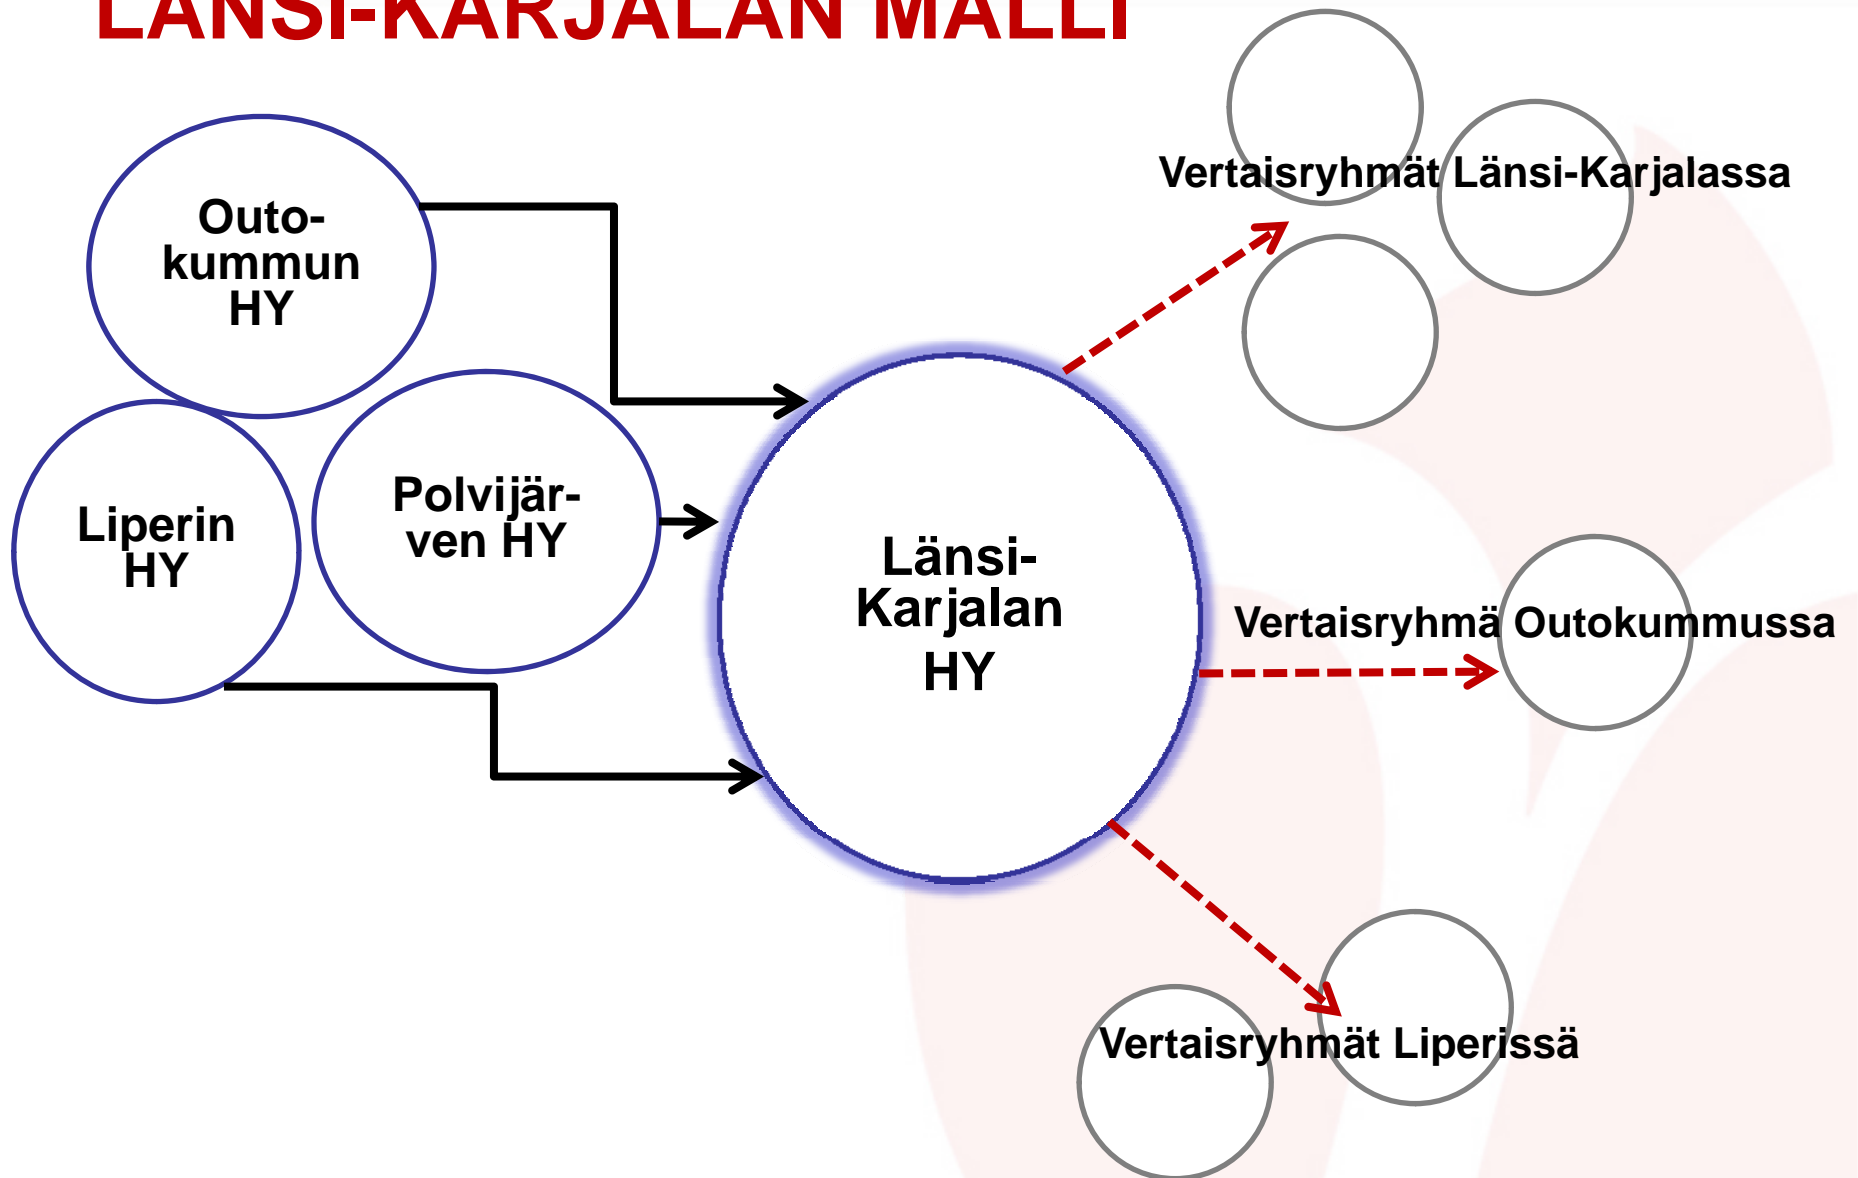 LÄNSI-KARJALAN MALLI
Vertaisryhmät Länsi-Karjalassa
Outo-
kummun
HY
Polvijär-
ven HY
Liperin
HY
Länsi-
Karjalan
HY
Vertaisryhmä Outokummussa
Vertaisryhmät Liperissä